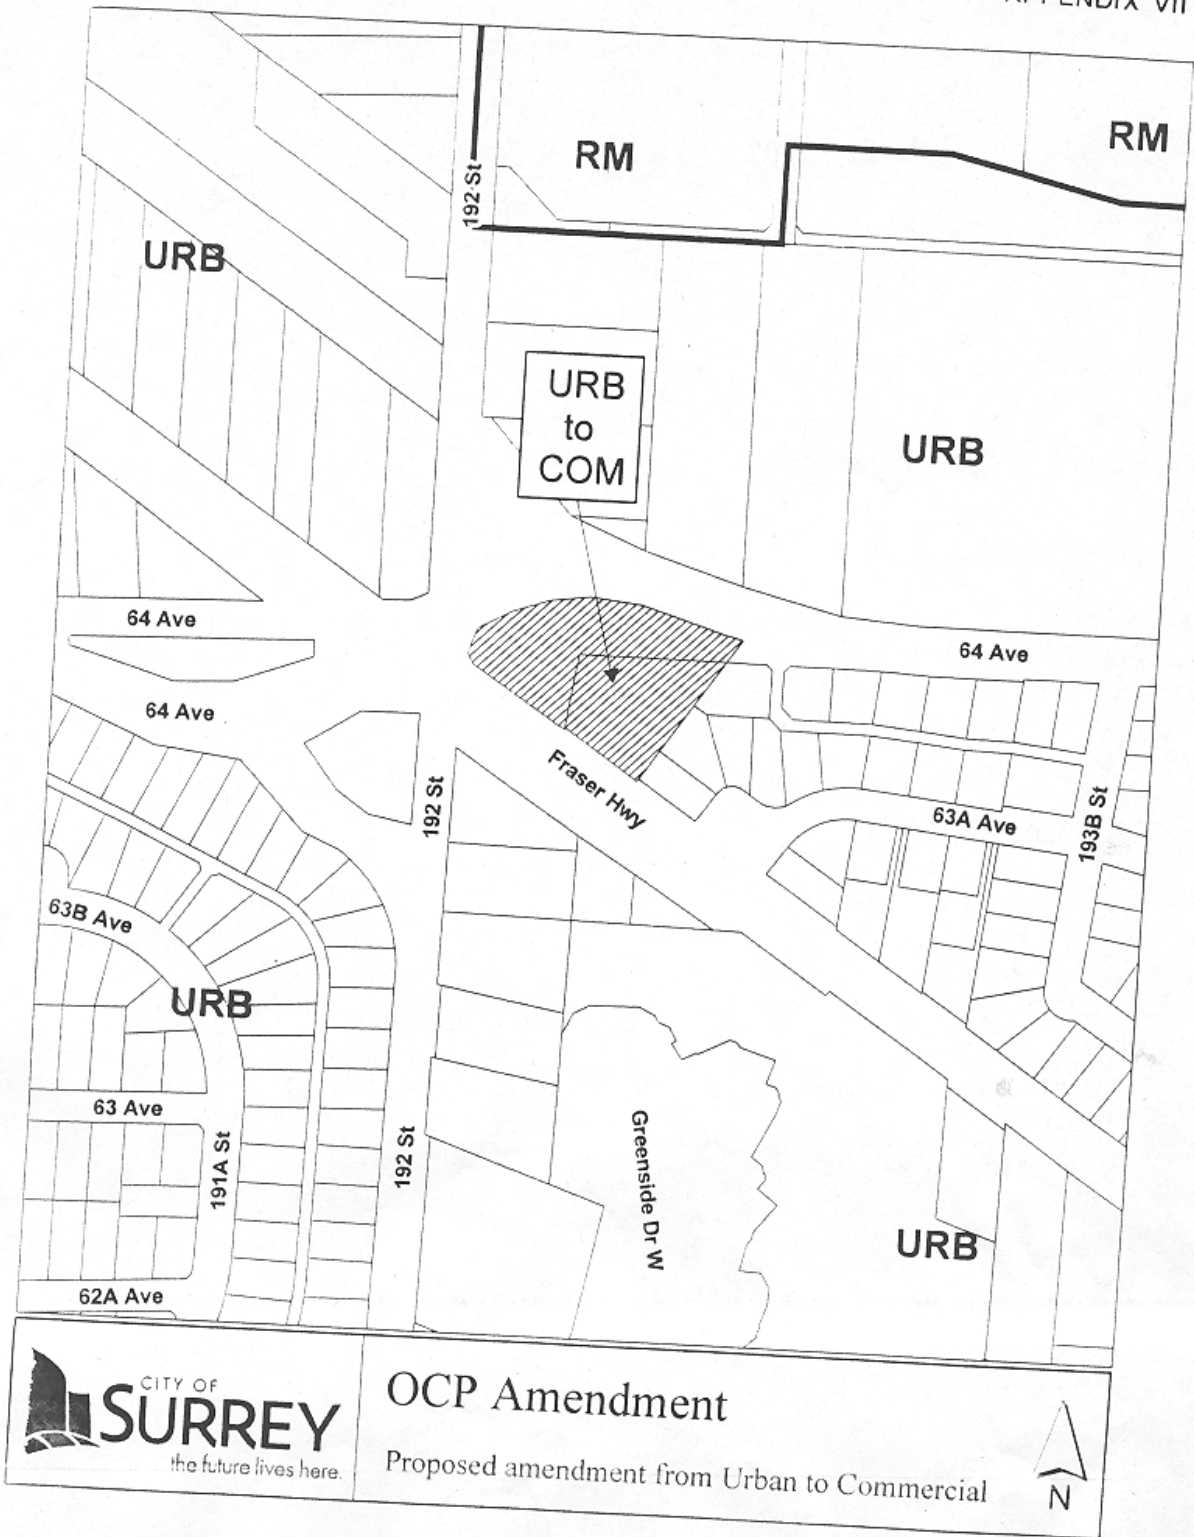 APPENDIX VII
RM
RM
192 St
URB
URB
to
COM
URB
64 Ave
64 Ave
64 Ave
Fraser Hwy
192 St
63A Ave
193B St
63B Ave
URB
63 Ave
191A St
192 St
Greenside Dr W
URB
62A Ave
CITY OF
SURREY
the future lives here.
OCP Amendment
Proposed amendment from Urban to Commercial
N